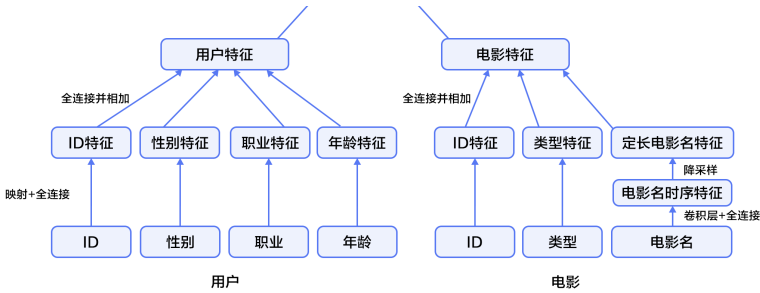 用户特征
电影特征
全连接并相加
全连接并相加
ID特征
性别特征
职业特征
年龄特征
ID特征
类型特征
定长电影名特征
降采样
映射+全连接
电影名时序特征
卷积层+全连接
ID
性别
职业
年龄
ID
类型
电影名
用户
电影